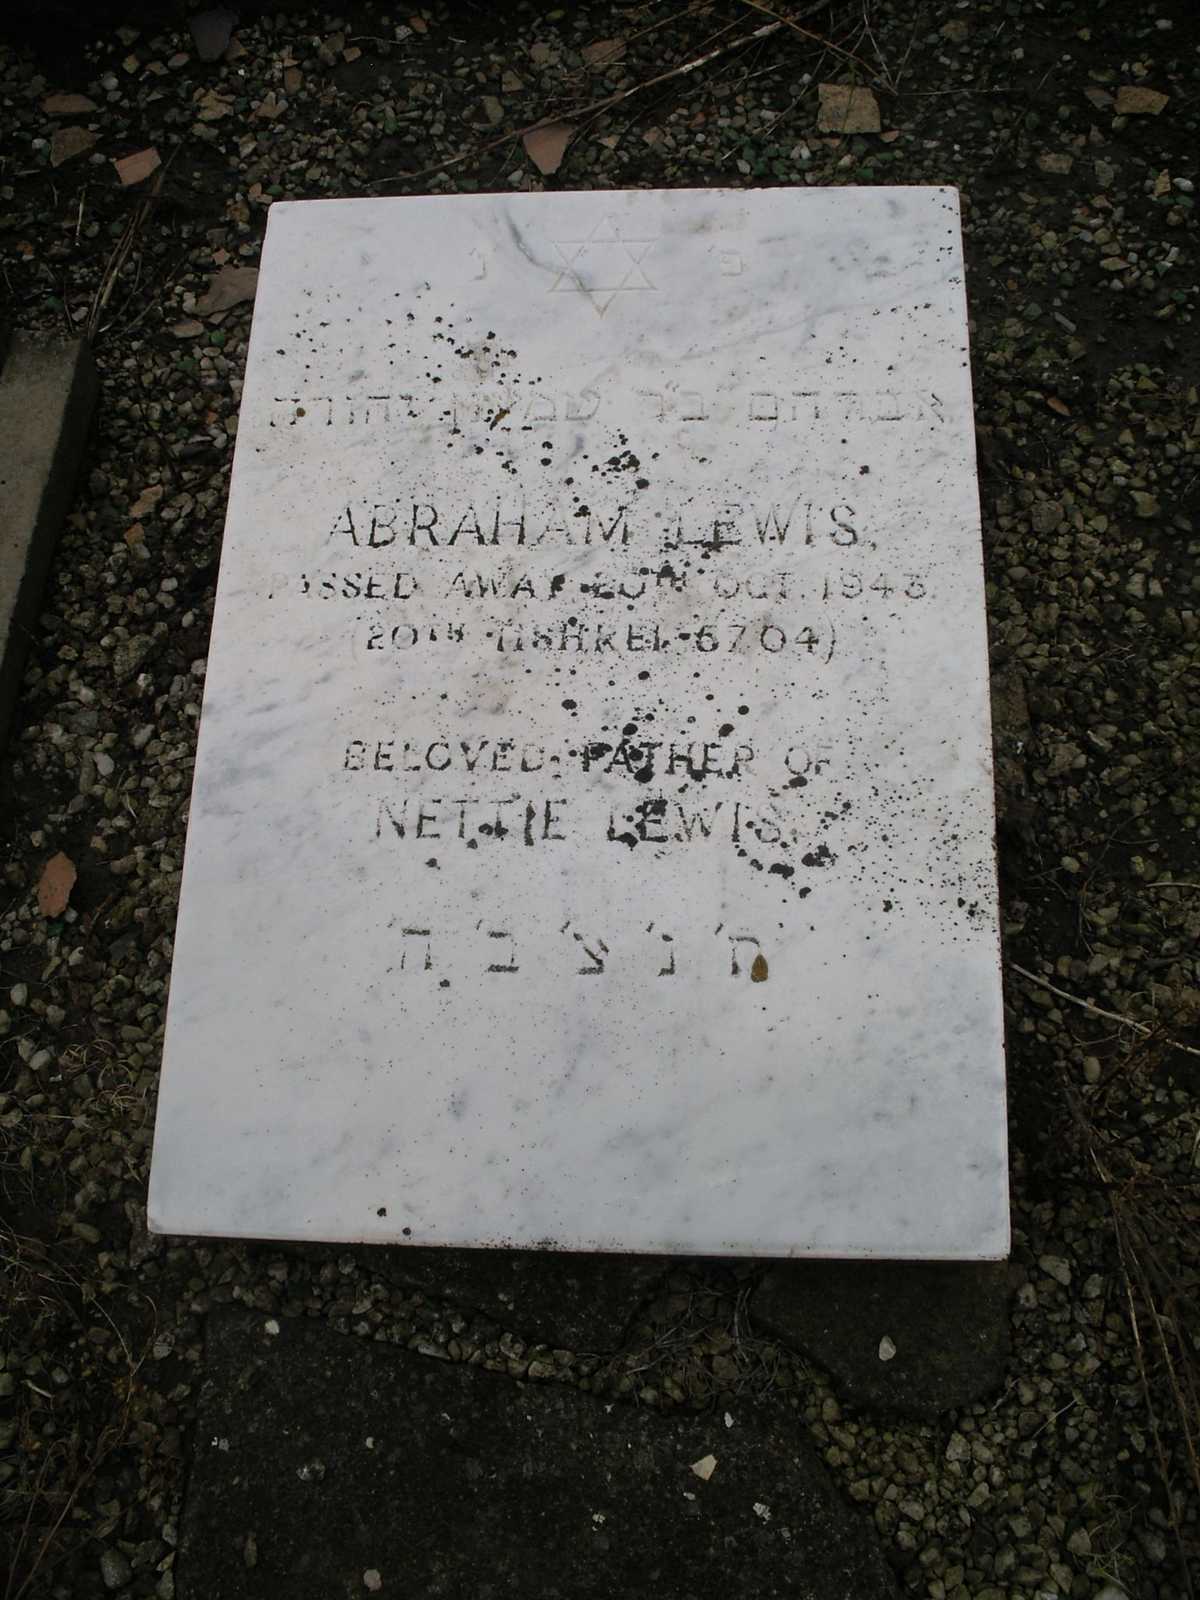 פ׳ נ׳
אברהם ב״ר שמעון יהודה
ABRAHAM LEWIS,
PASSED AWAY 20TH OCT. 1943
(20TH TISHREI 5704)
BELOVED FATHER OF
NETTIE LEWIS.
ת׳ נ׳ צ׳ ב׳ ה׳